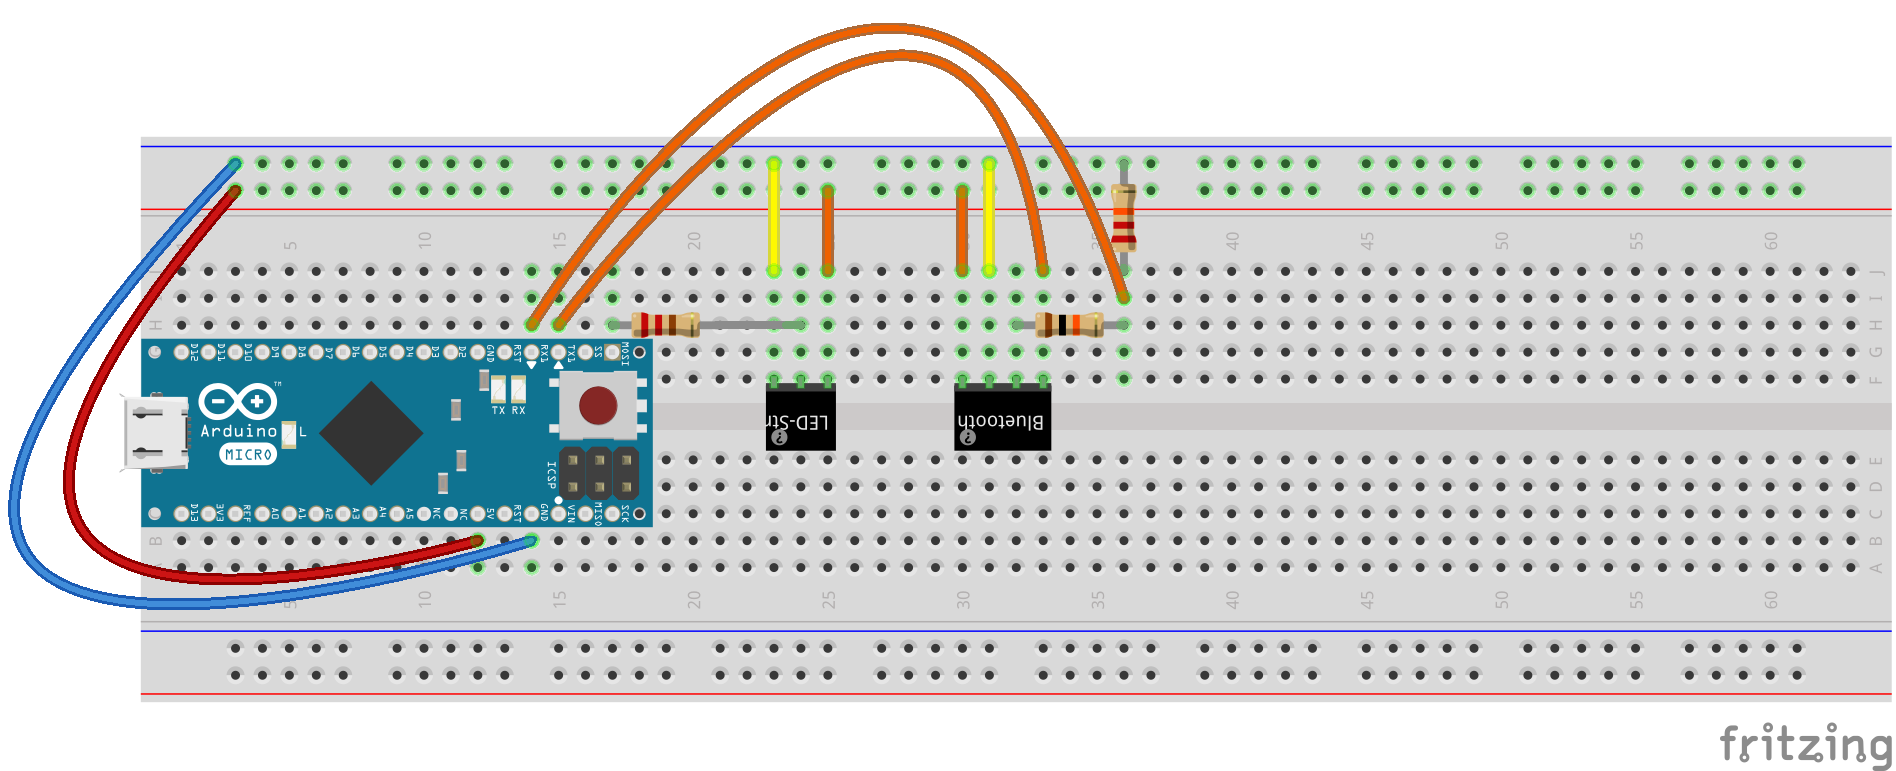 5 10 15 20 25 30 35 40 45 50 55 60
J
I
H H
G
F
D12 D11 D10 D9 D8 D7 D6 D5 D4 D3 D2 GND RST RX1 TX1 SS MOSI
TM
TX RX
Arduino
L
MICRO
ICSP
LED-Str
?
Bluetooth
?
E
D
D13 3V3 REF A0 A1 A2 A3 A4 A5 NC NC 5V RST GND VIN MISO SCK
C
B B
A
5 10 15 20 25 30 35 40 45 50 55 60
fritzing